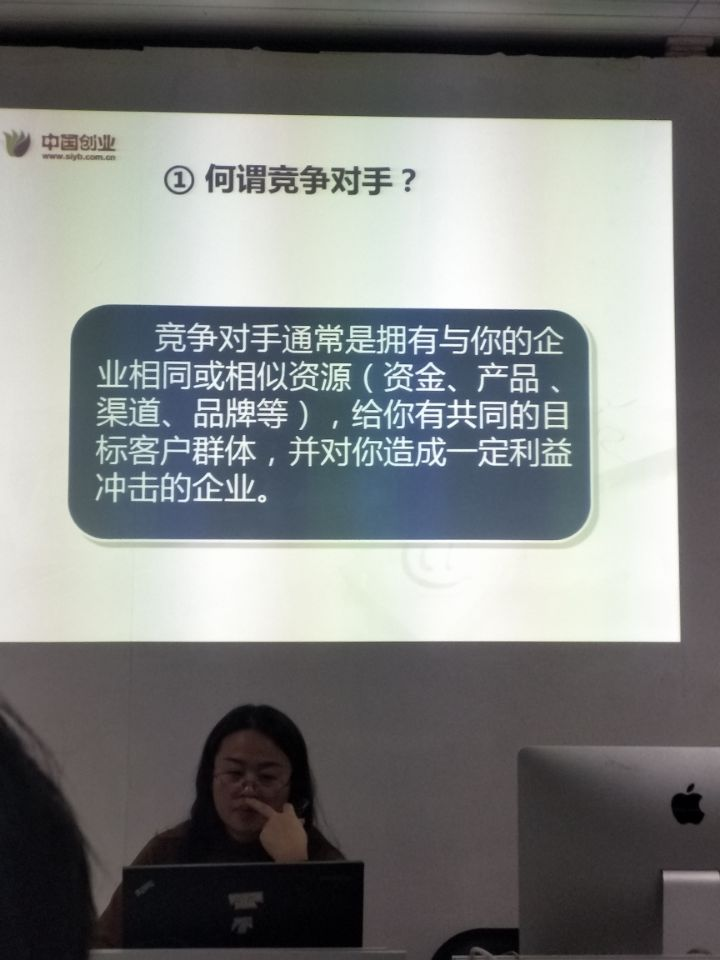 中国创业
www.siyb.com.cn
① 何谓竞争对手？
竞争对手通常是拥有与你的企
业相同或相似资源（资金、产品、
渠道、品牌等），给你有共同的目
标客户群体，并对你造成一定利益
冲击的企业。